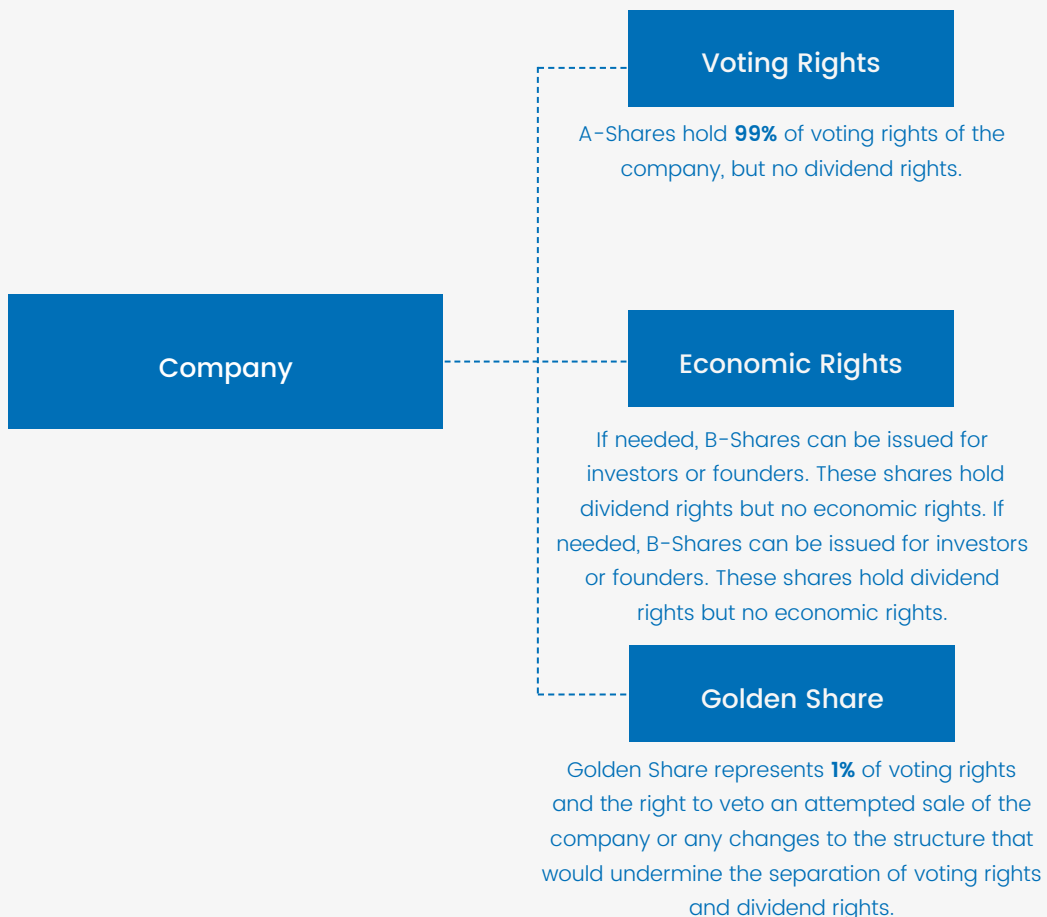 Voting Rights
A-Shares hold 99% of voting rights of the
company, but no dividend rights.
Company
Economic Rights
If needed, B-Shares can be issued for
investors or founders. These shares hold
dividend rights but no economic rights. If
needed, B-Shares can be issued for investors
or founders. These shares hold dividend
rights but no economic rights.
Golden Share
Golden Share represents 1% of voting rights
and the right to veto an attempted sale of the
company or any changes to the structure that
would undermine the separation of voting rights
and dividend rights.